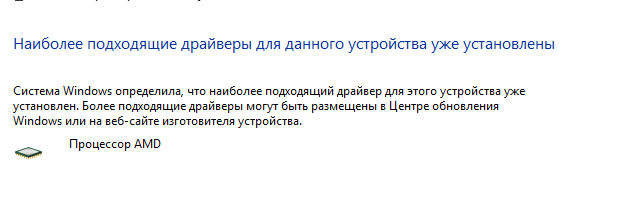 Наиболее подходящие драйверы для данного устройства уже установлены
Система Windows определила, что наиболее подходящий драйвер для этого устройства уже
установлен. Более подходящие драйверы могут быть размещены в Центре обновления
Windows или на веб-сайте изготовителя устройства.
Процессор AMD